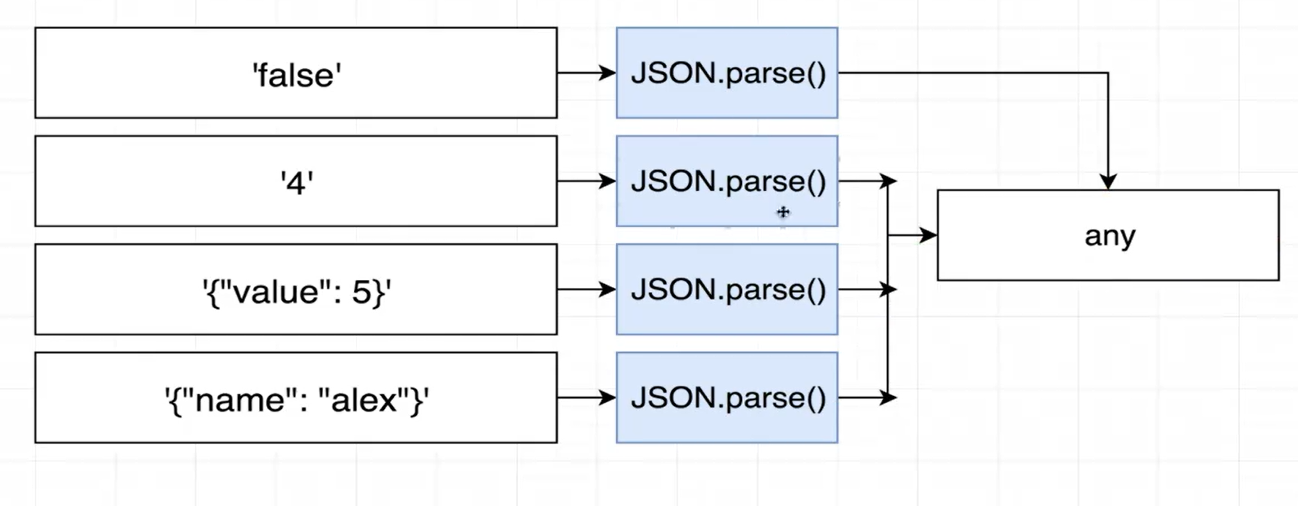 'false'
JSON.parse()
'4'
JSON.parse()
any
'{"value": 5}'
JSON.parse()
'{"name": "alex"}'
JSON.parse()